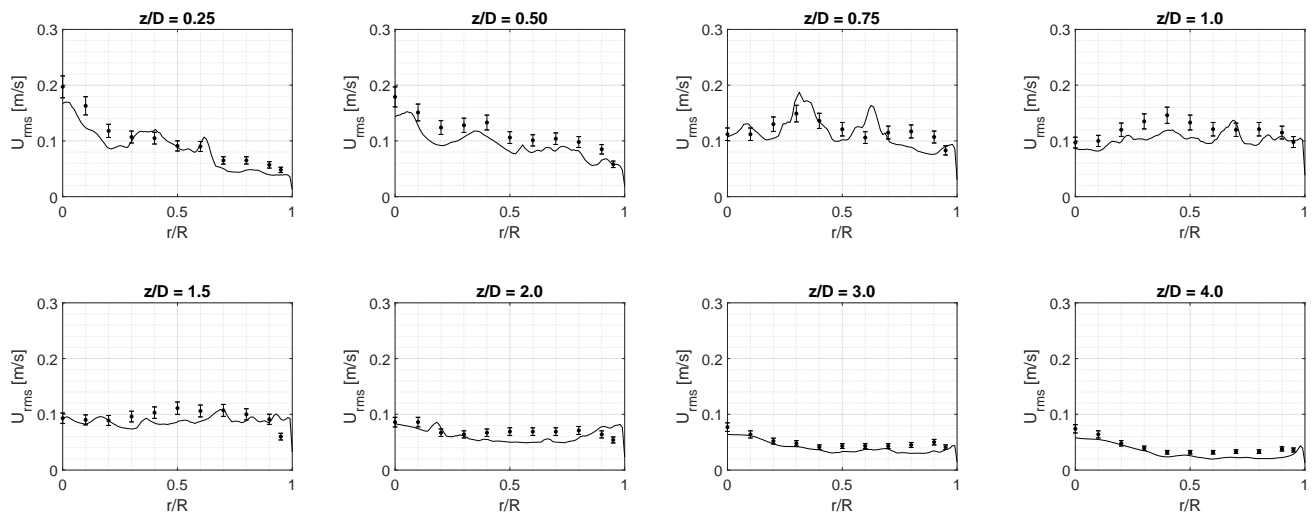 z/D = 0.25
0.3
0.2
0.1
0
U_rms [m/s]
0
0.5
1
r/R
z/D = 0.50
0.3
0.2
0.1
0
U_rms [m/s]
0
0.5
1
r/R
z/D = 0.75
0.3
0.2
0.1
0
U_rms [m/s]
0
0.5
1
r/R
z/D = 1.0
0.3
0.2
0.1
0
U_rms [m/s]
0
0.5
1
r/R
z/D = 1.5
0.3
0.2
0.1
0
U_rms [m/s]
0
0.5
1
r/R
z/D = 2.0
0.3
0.2
0.1
0
U_rms [m/s]
0
0.5
1
r/R
z/D = 3.0
0.3
0.2
0.1
0
U_rms [m/s]
0
0.5
1
r/R
z/D = 4.0
0.3
0.2
0.1
0
U_rms [m/s]
0
0.5
1
r/R